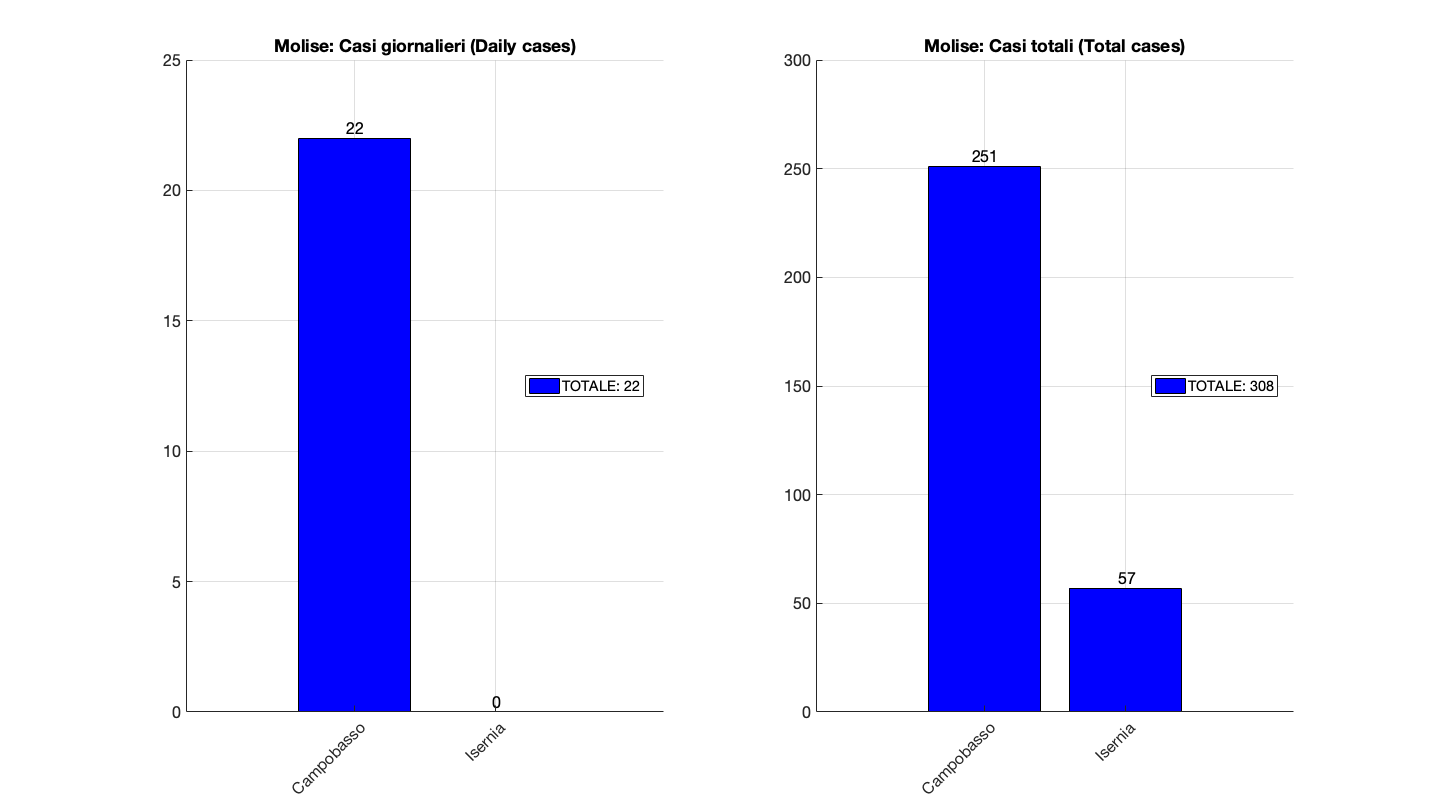 Molise: Casi giornalieri (Daily cases)
25
20
15
10
5
0
22
0
TOTALE: 22
Campobasso
Isernia
Molise: Casi totali (Total cases)
300
250
200
150
100
50
0
251
57
TOTALE: 308
Campobasso
Isernia